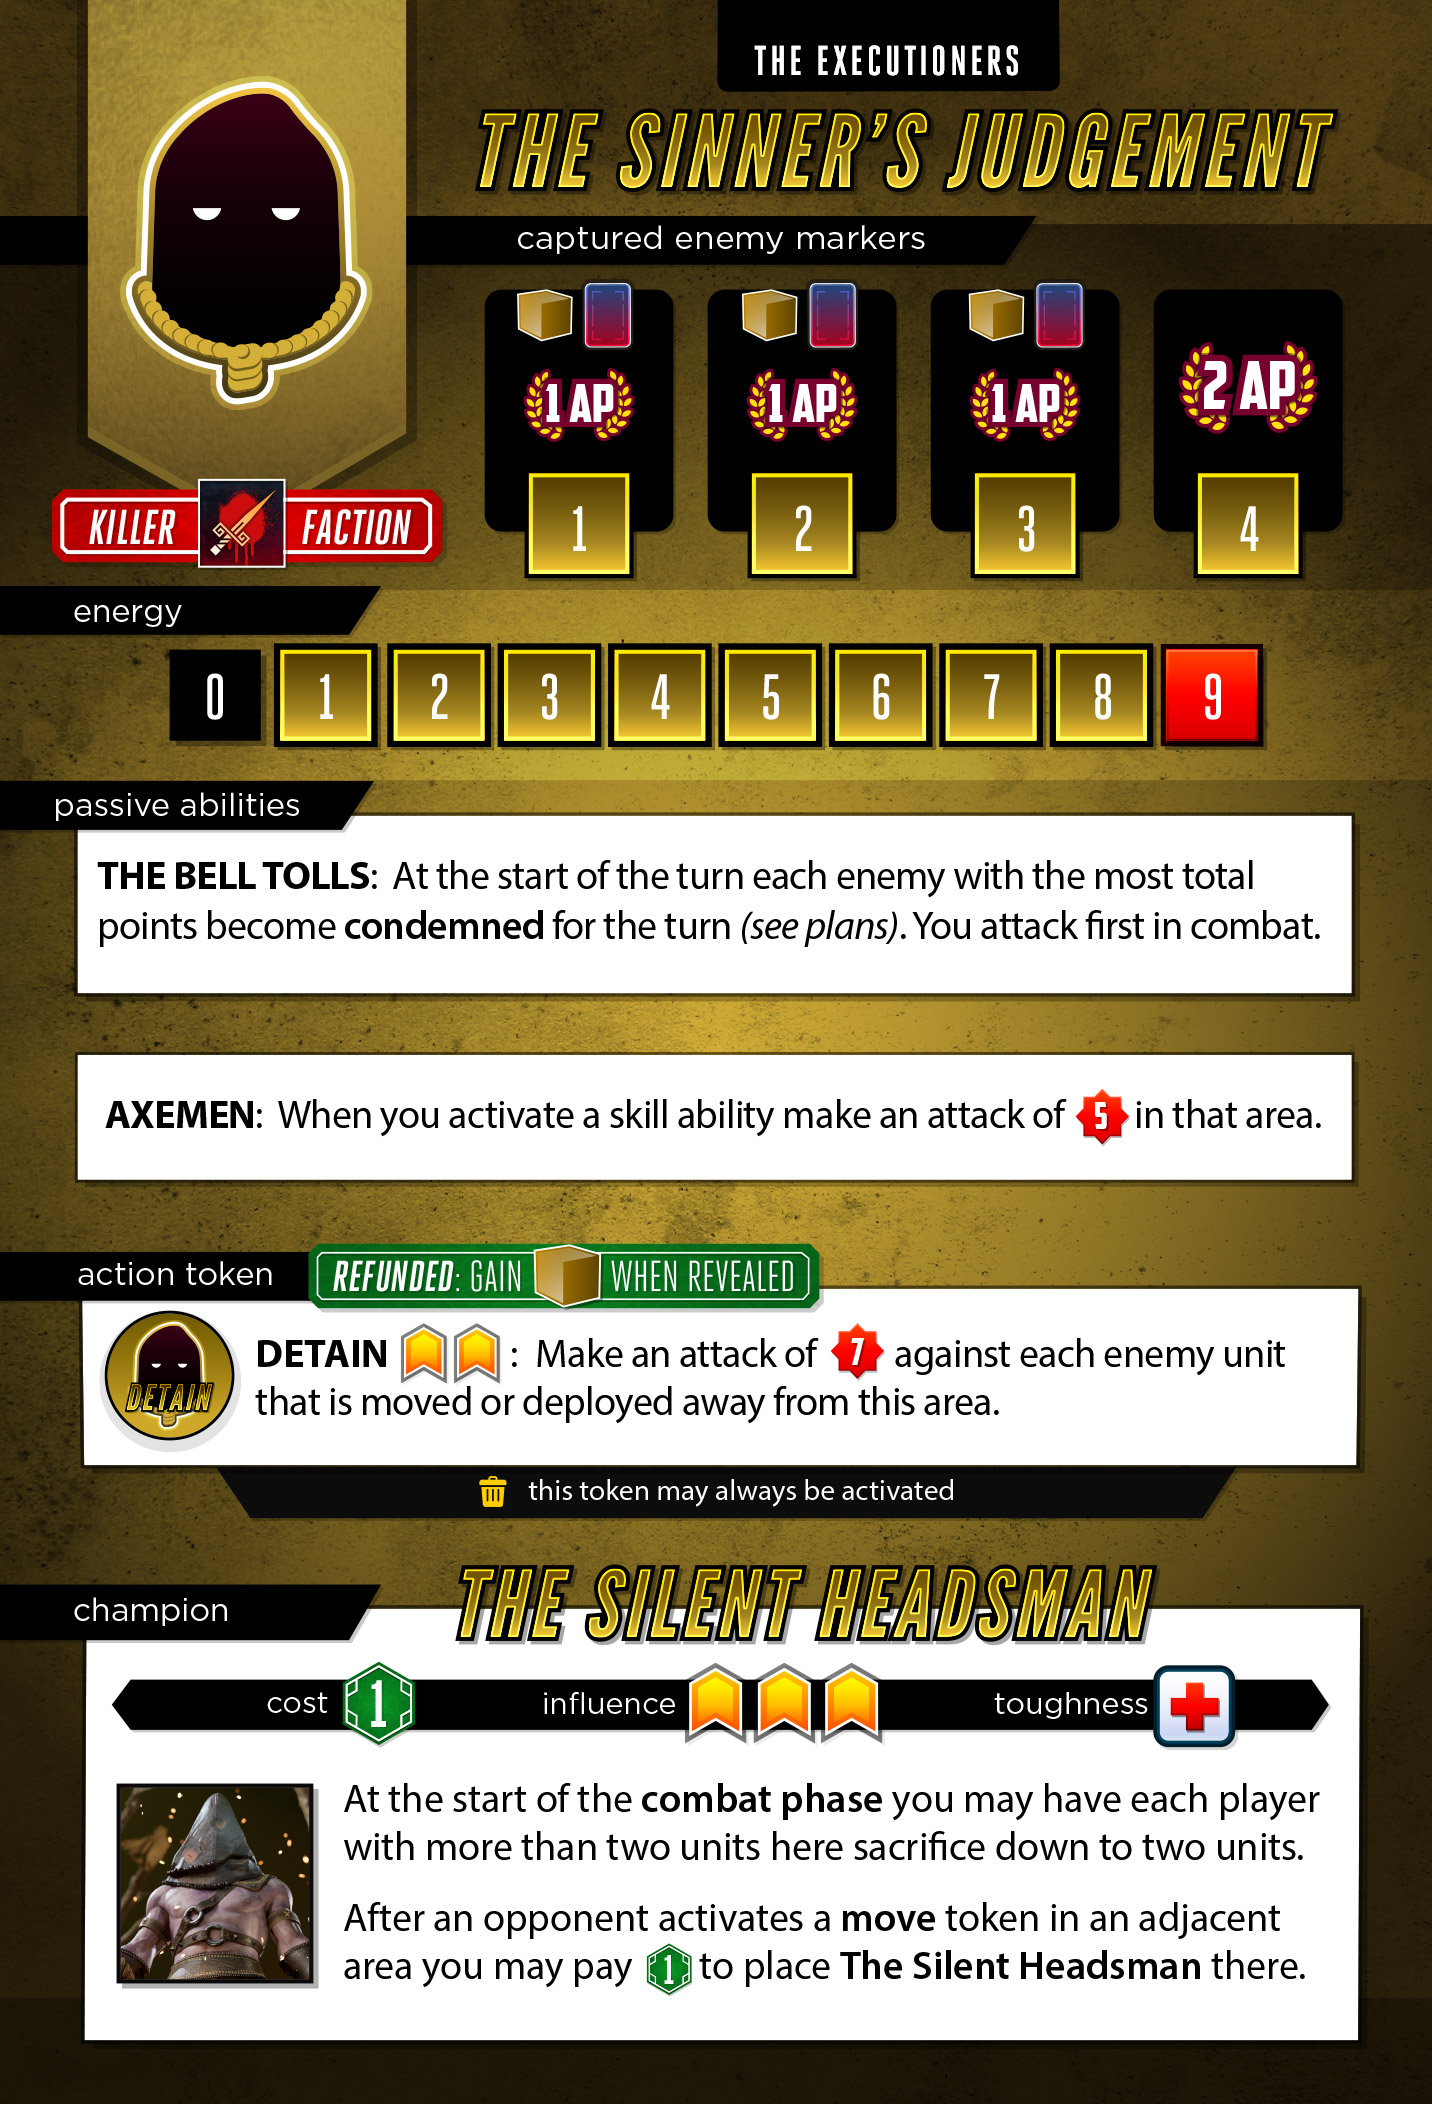 THE EXECUTIONERS
THE SINNER'S JUDGEMENT
captured enemy markers
1 AP
1 AP
1 AP
2 AP
1
2
3
4
KILLER FACTION
energy
0 1 2 3 4 5 6 7 8 9
passive abilities
THE BELL TOLLS: At the start of the turn each enemy with the most total
points become condemned for the turn (see plans). You attack first in combat.
AXEMEN: When you activate a skill ability make an attack of 5 in that area.
action token
REFUNDED: GAIN WHEN REVEALED
DETAIN
DETAIN : Make an attack of 7 against each enemy unit
that is moved or deployed away from this area.
this token may always be activated
THE SILENT HEADSMAN
champion
cost 1 influence toughness
At the start of the combat phase you may have each player
with more than two units here sacrifice down to two units.
After an opponent activates a move token in an adjacent
area you may pay 1 to place The Silent Headsman there.